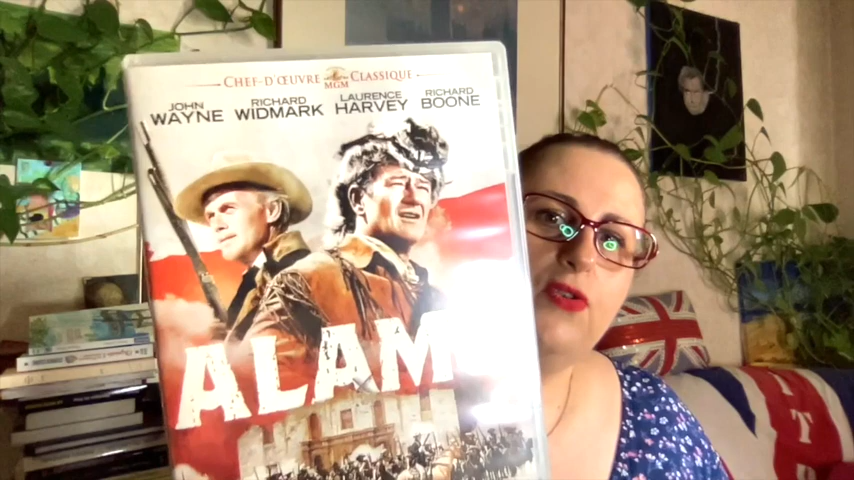 CHEF-D'ŒUVRE MGM CLASSIQUE
JOHN WAYNE
RICHARD WIDMARK
LAURENCE HARVEY
RICHARD BOONE
ALAM